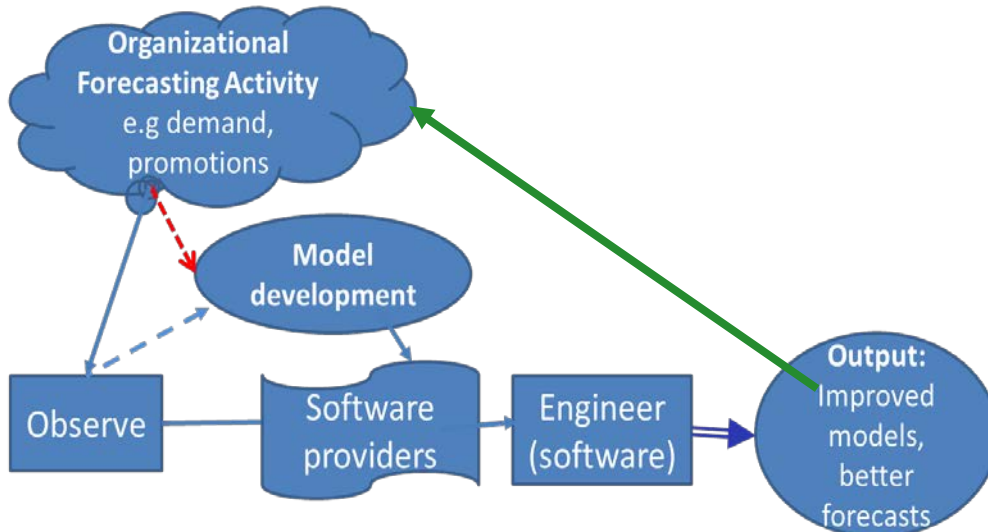 Organizational
Forecasting Activity
e.g demand,
promotions
Model
development
Observe
Software
providers
Engineer
(software)
Output:
Improved
models,
better
forecasts